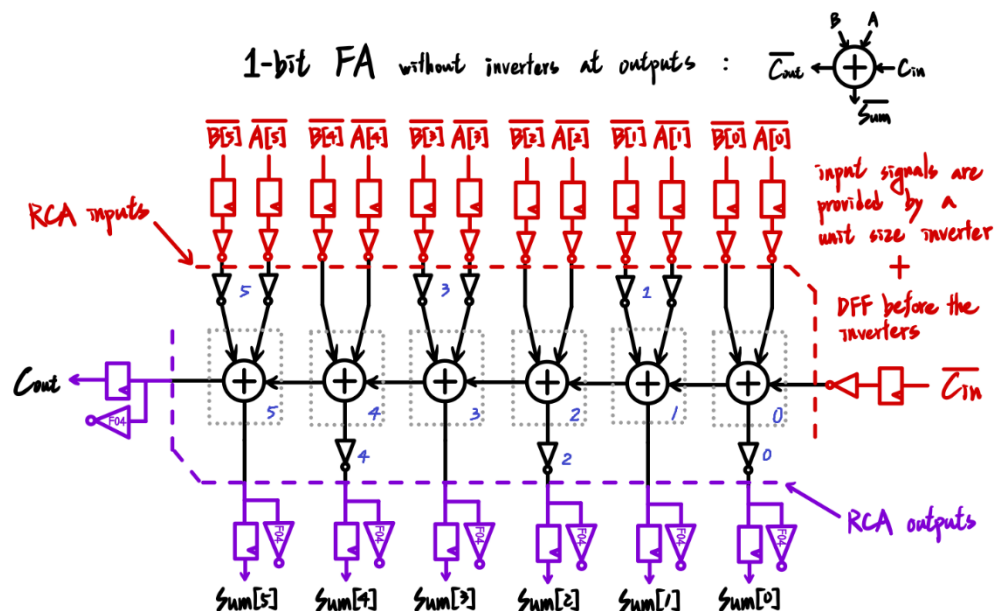 B A
1-bit FA without inverters at outputs : C̅o̅u̅t̅ Cin
S̅u̅m̅
B̅[̅5̅]̅ A̅[̅5̅]̅ B̅[̅4̅]̅ A̅[̅4̅]̅ B̅[̅3̅]̅ A̅[̅3̅]̅ B̅[̅2̅]̅ A̅[̅2̅]̅ B̅[̅1̅]̅ A̅[̅1̅]̅ B̅[̅0̅]̅ A̅[̅0̅]̅
input signals are
provided by a
unit size inverter
+
DFF before the
inverters
RCA inputs
5 3 1
Cout C̅i̅n̅
5 4 3 2 1 0
F04
4 2 0
RCA outputs
F04 F04 F04 F04 F04 F04
Sum[5] Sum[4] Sum[3] Sum[2] Sum[1] Sum[0]